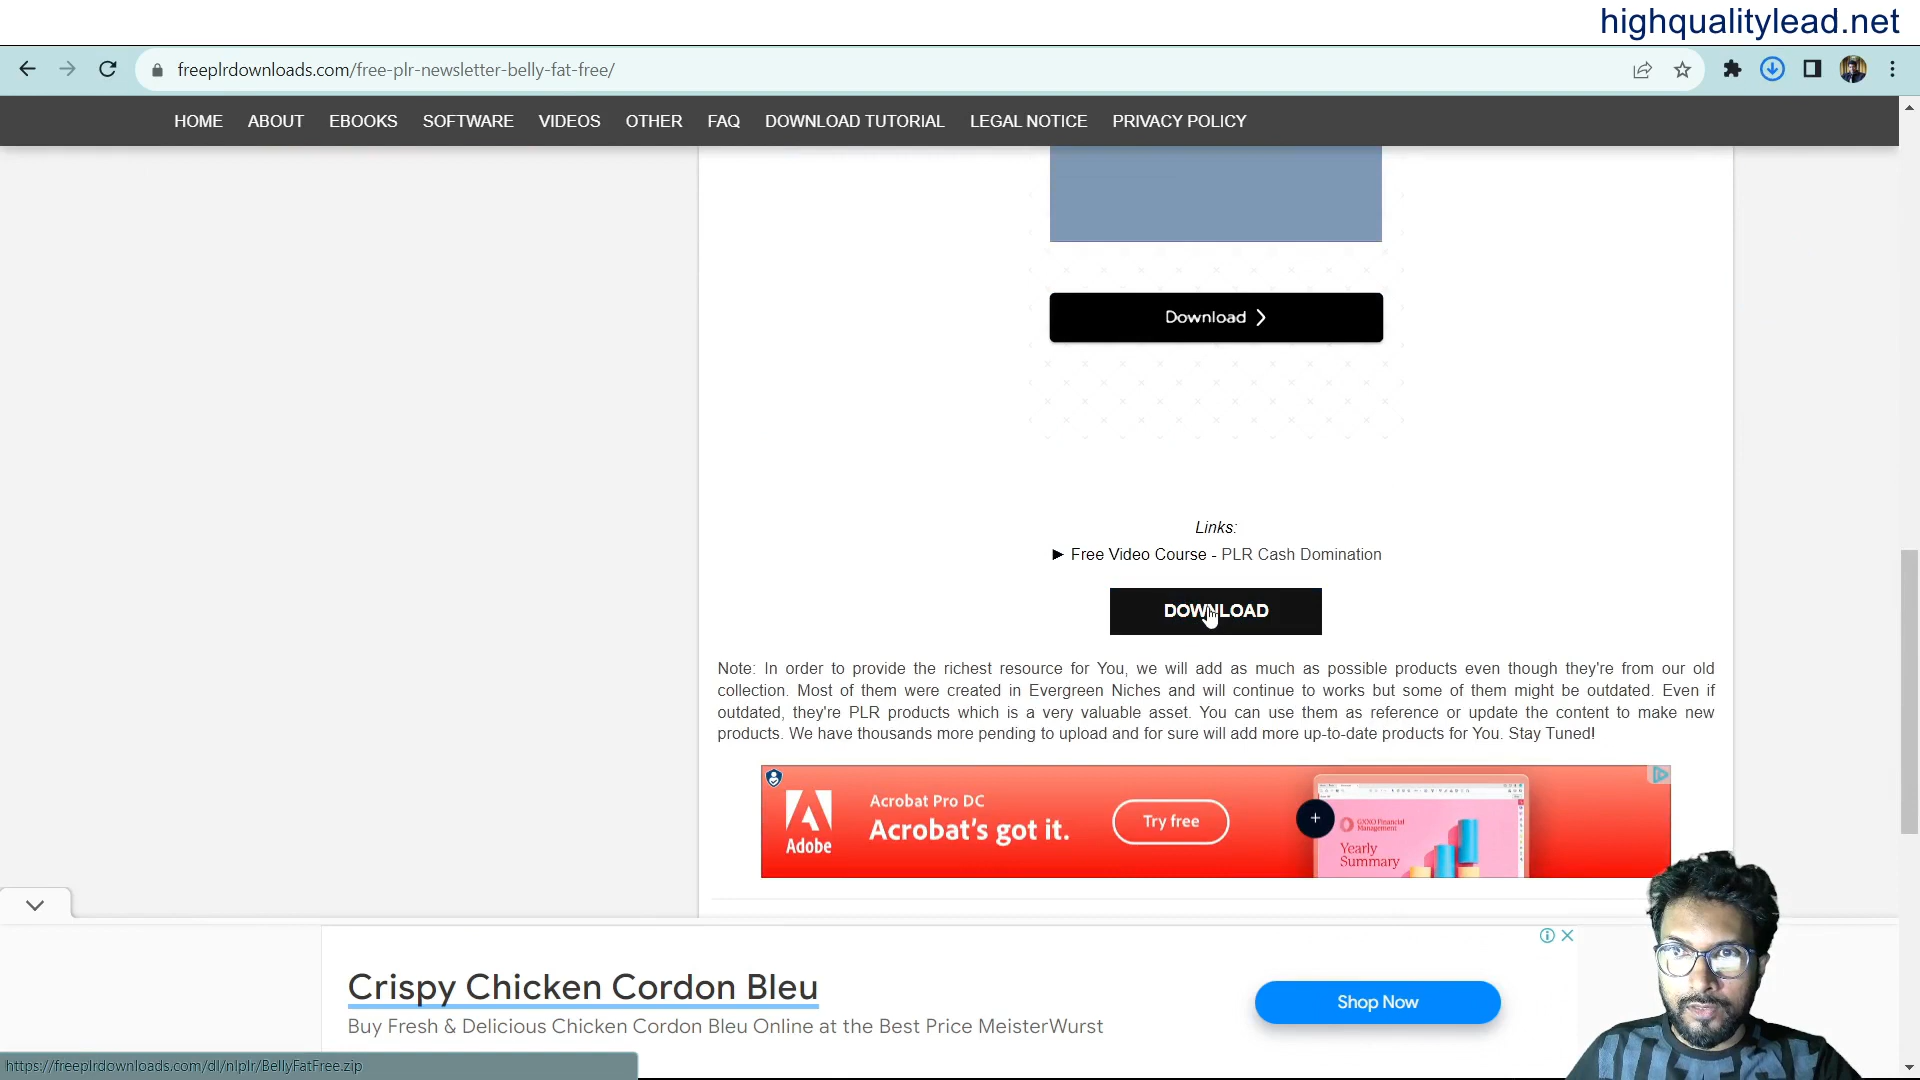 highqualitylead.net
freeplrdownloads.com/free-plr-newsletter-belly-fat-free/
HOME ABOUT EBOOKS SOFTWARE VIDEOS OTHER FAQ DOWNLOAD TUTORIAL LEGAL NOTICE PRIVACY POLICY
Download
Links:
► Free Video Course - PLR Cash Domination
DOWNLOAD
Note: In order to provide the richest resource for You, we will add as much as possible products even though they're from our old
collection. Most of them were created in Evergreen Niches and will continue to works but some of them might be outdated. Even if
outdated, they're PLR products which is a very valuable asset. You can use them as reference or update the content to make new
products. We have thousands more pending to upload and for sure will add more up-to-date products for You. Stay Tuned!
Adobe
Acrobat Pro DC
Acrobat's got it.
Try free
GXXO Financial
Management
Yearly
Summary
Crispy Chicken Cordon Bleu
Buy Fresh & Delicious Chicken Cordon Bleu Online at the Best Price MeisterWurst
Shop Now
https://freeplrdownloads.com/dl/nlplr/BellyFatFree.zip